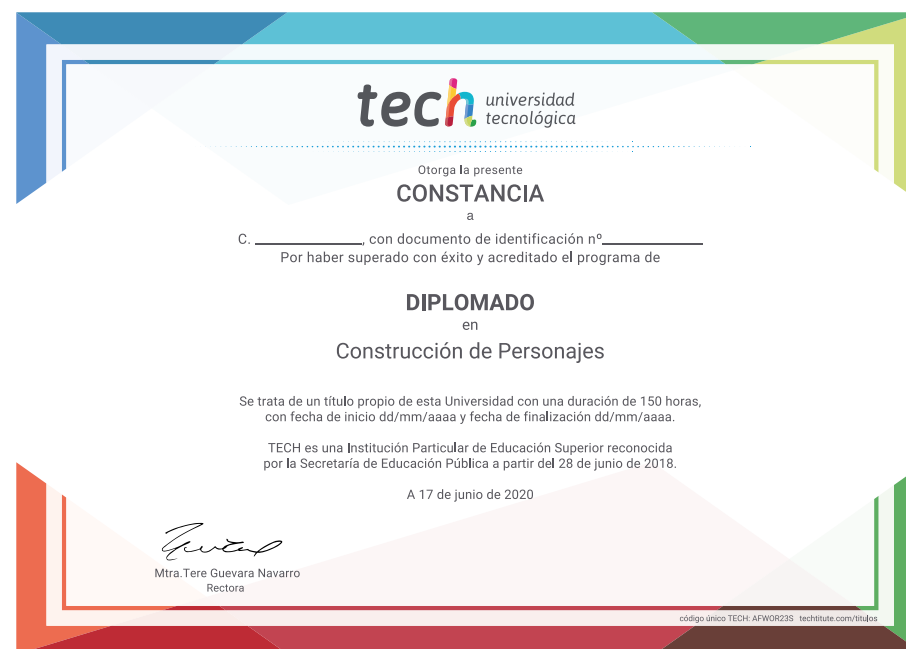 tech universidad
tecnológica
Otorga la presente
CONSTANCIA
a
C. ______________, con documento de identificación nº_____________
Por haber superado con éxito y acreditado el programa de
DIPLOMADO
en
Construcción de Personajes
Se trata de un título propio de esta Universidad con una duración de 150 horas,
con fecha de inicio dd/mm/aaaa y fecha de finalización dd/mm/aaaa.
TECH es una Institución Particular de Educación Superior reconocida
por la Secretaría de Educación Pública a partir del 28 de junio de 2018.
A 17 de junio de 2020
Mtra.Tere Guevara Navarro
Rectora
código único TECH: AFWOR23S techtitute.com/titulos